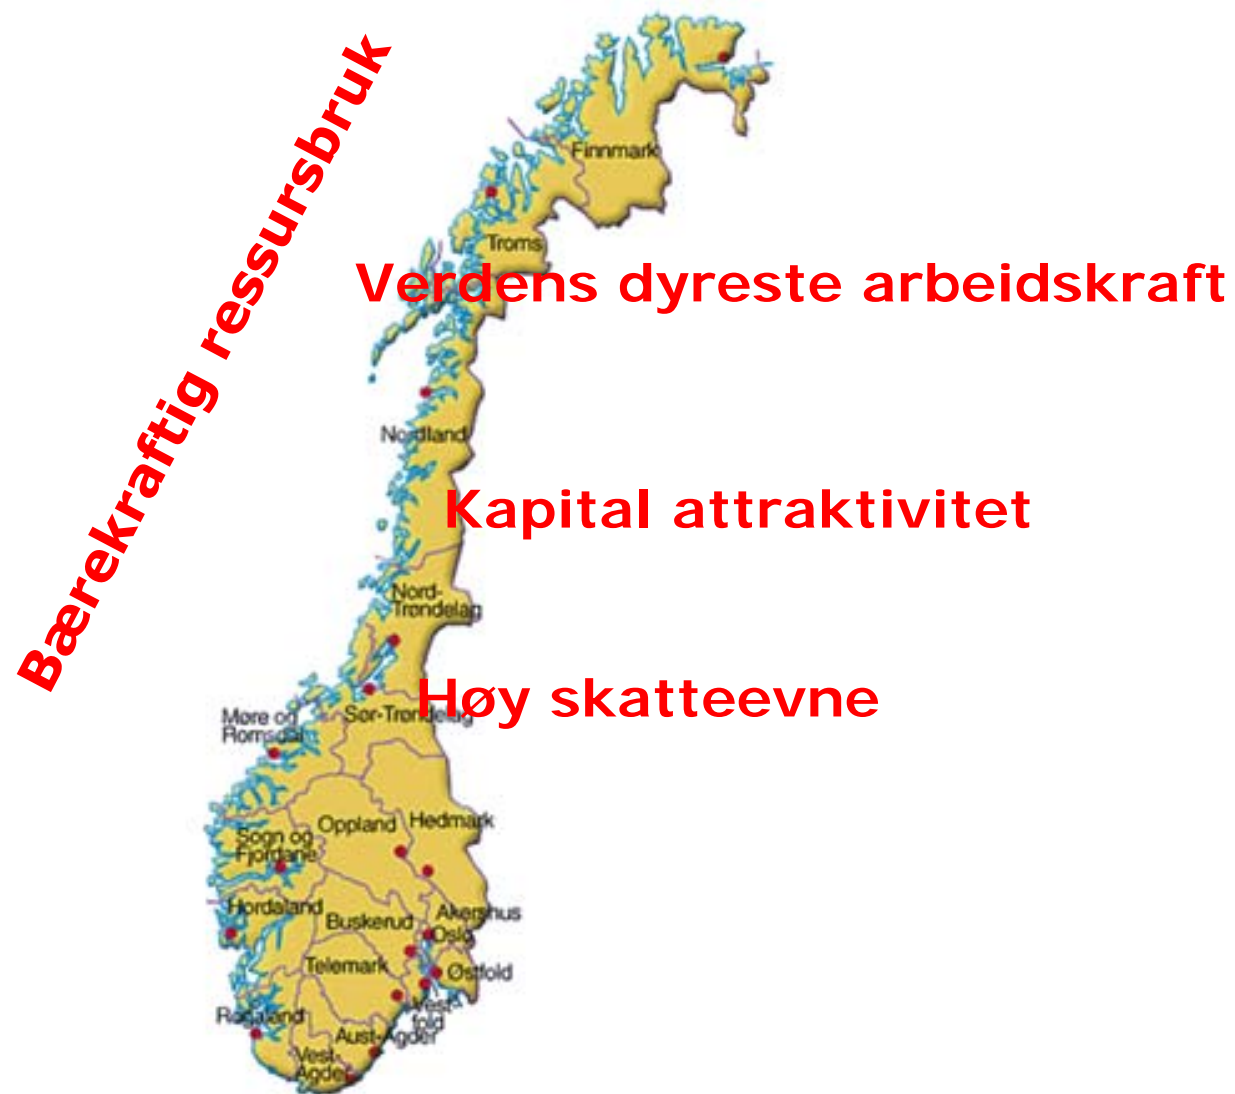 Bærekraftig ressursbruk
Finnmark
Troms
Verdens dyreste arbeidskraft
Nordland
Kapital attraktivitet
Nord-
Trøndelag
Høy skatteevne
Sør-Trøndelag
Møre og
Romsdal
Oppland
Hedmark
Sogn og
Fjordane
Hordaland
Buskerud
Akershus
Oslo
Telemark
Østfold
Vest
fold
Rogaland
Aust-Agder
Vest-
Agder